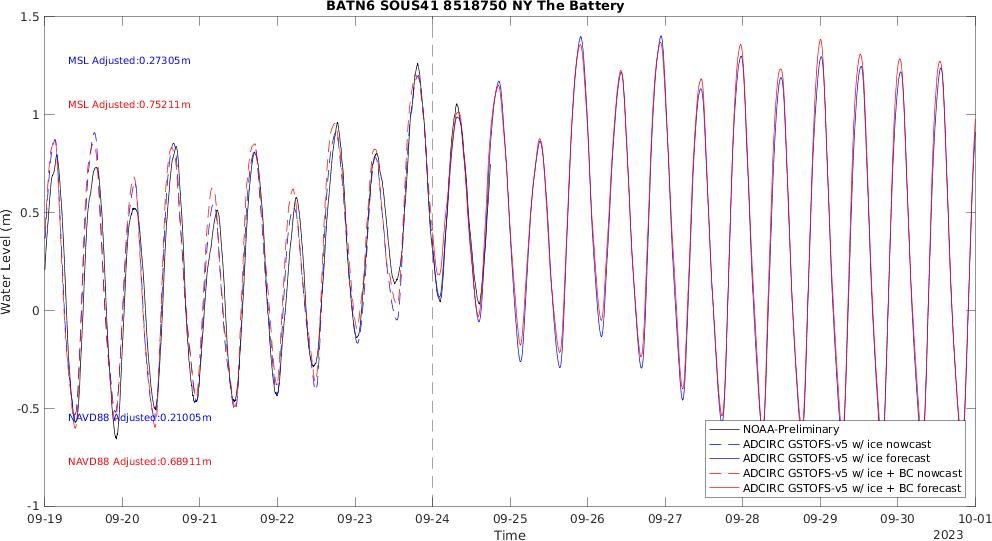 BATN6 SOUS41 8518750 NY The Battery
1.5
MSL Adjusted:0.27305m
MSL Adjusted:0.75211m
1
0.5
Water Level (m)
0
-0.5
NAVD88 Adjusted:0.21005m
NAVD88 Adjusted:0.68911m
NOAA-Preliminary
ADCIRC GSTOFS-v5 w/ ice nowcast
ADCIRC GSTOFS-v5 w/ ice forecast
ADCIRC GSTOFS-v5 w/ ice + BC nowcast
ADCIRC GSTOFS-v5 w/ ice + BC forecast
-1
09-19 09-20 09-21 09-22 09-23 09-24 09-25 09-26 09-27 09-28 09-29 09-30 10-01
Time
2023